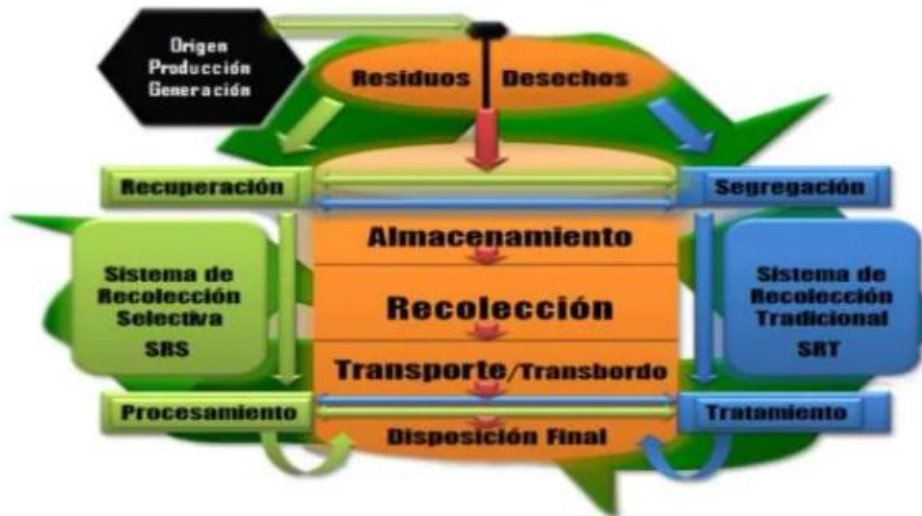 Origen
Producción
Generación
Residuos Desechos
Recuperación
Segregación
Almacenamiento
Sistema de
Recolección
Selectiva
SRS
Recolección
Sistema de
Recolección
Tradicional
SRT
Transporte/Transbordo
Procesamiento
Tratamiento
Disposición Final